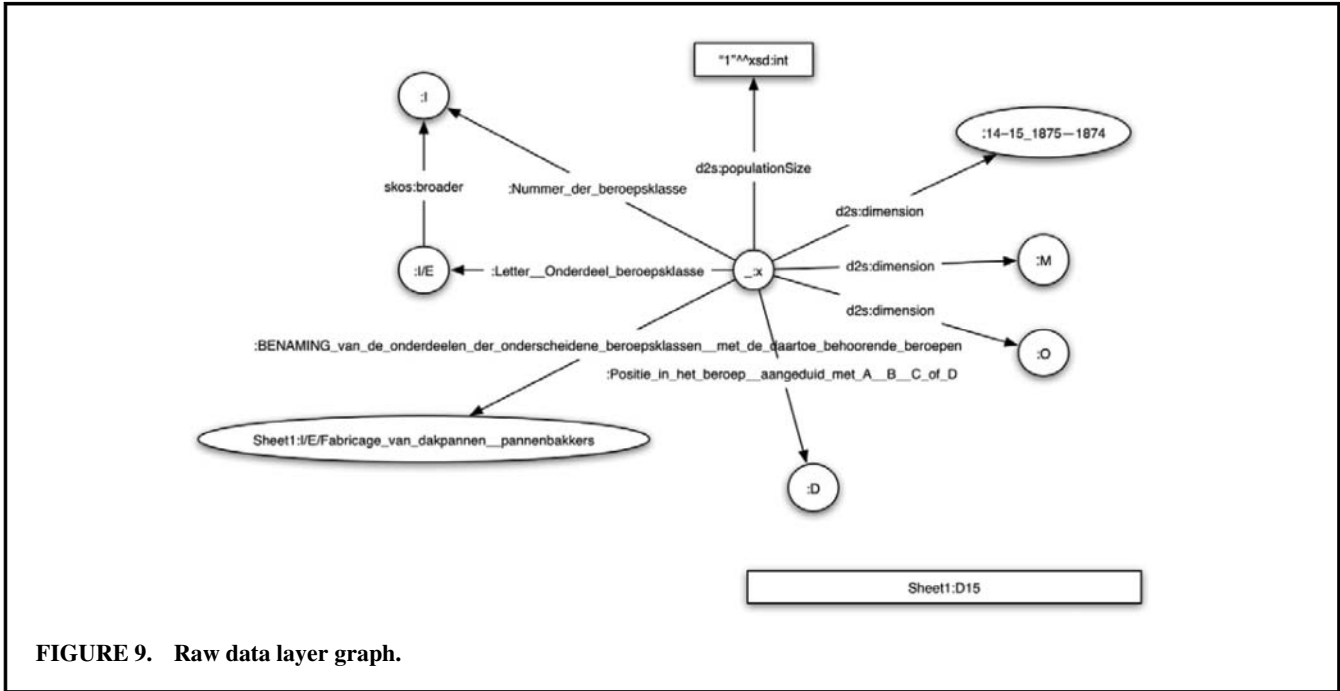 "1"^^xsd:int
:I
:14–15_1875—1874
d2s:populationSize
skos:broader
:Nummer_der_beroepsklasse
d2s:dimension
:I/E
:Letter__Onderdeel_beroepsklasse
_:x
d2s:dimension
:M
d2s:dimension
:BENAMING_van_de_onderdeelen_der_onderscheidene_beroepsklassen__met_de_daartoe_behoorende_beroepen
:O
:Positie_in_het_beroep__aangeduid_met_A__B__C_of_D
Sheet1:I/E/Fabricage_van_dakpannen__pannenbakkers
:D
Sheet1:D15
FIGURE 9. Raw data layer graph.